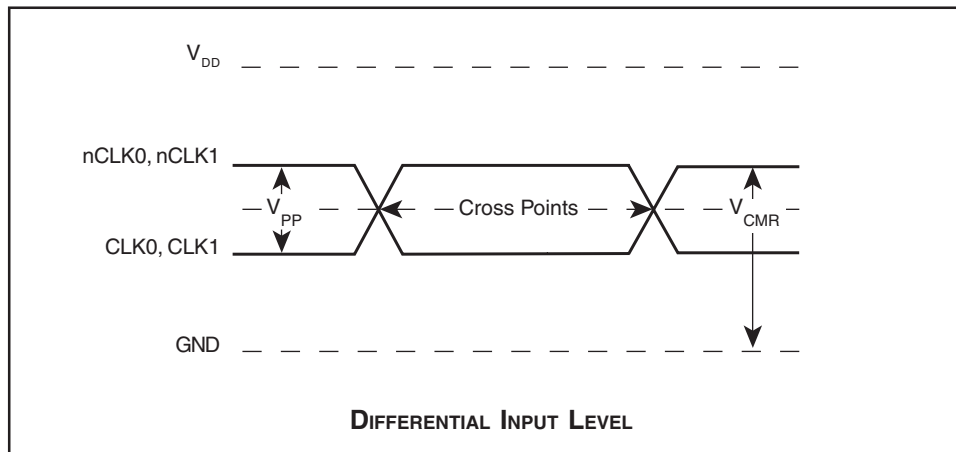 VDD
nCLK0, nCLK1
VPP
Cross Points
VCMR
CLK0, CLK1
GND
DIFFERENTIAL INPUT LEVEL